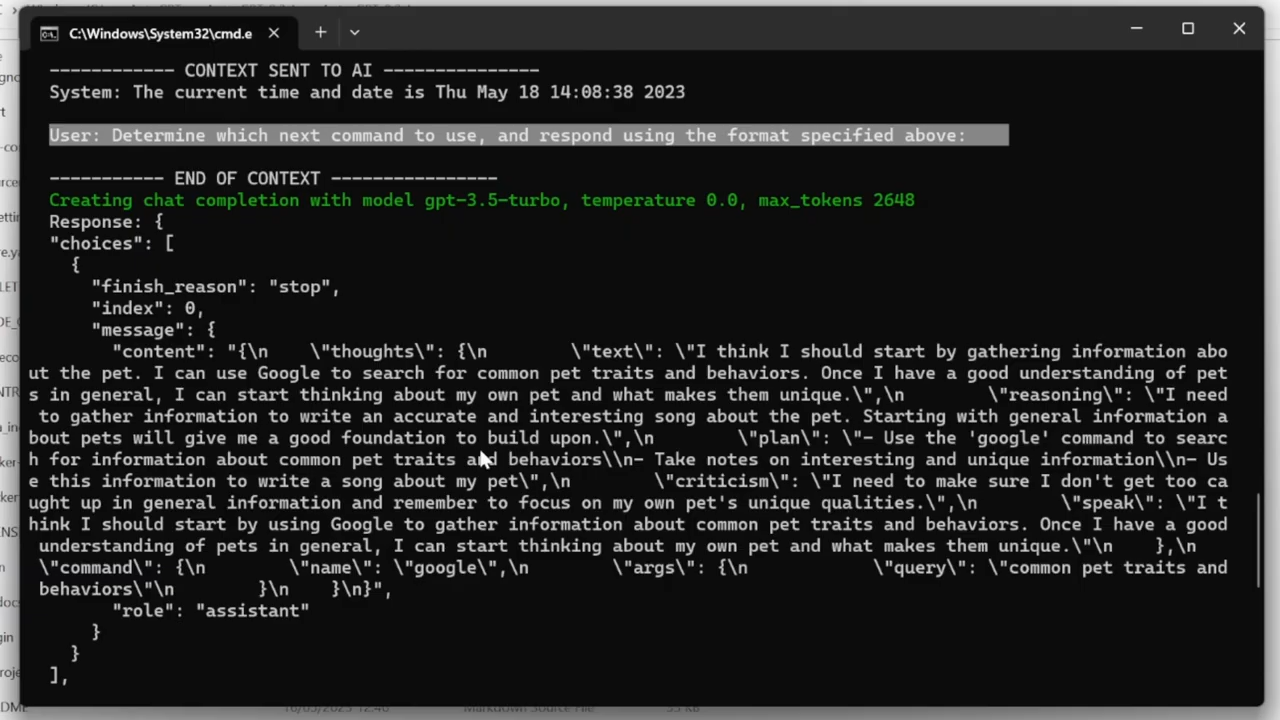 C:\Windows\System32\cmd.e
------------ CONTEXT SENT TO AI ---------------
System: The current time and date is Thu May 18 14:08:38 2023
User: Determine which next command to use, and respond using the format specified above:
----------- END OF CONTEXT ----------------
Creating chat completion with model gpt-3.5-turbo, temperature 0.0, max_tokens 2648
Response: {
"choices": [
{
"finish_reason": "stop",
"index": 0,
"message": {
"content": "{\n    \"thoughts\": {\n        \"text\": \"I think I should start by gathering information abo
ut the pet. I can use Google to search for common pet traits and behaviors. Once I have a good understanding of pet
s in general, I can start thinking about my own pet and what makes them unique.\",\n        \"reasoning\": \"I need
to gather information to write an accurate and interesting song about the pet. Starting with general information a
bout pets will give me a good foundation to build upon.\",\n        \"plan\": \"- Use the 'google' command to searc
h for information about common pet traits and behaviors\\n- Take notes on interesting and unique information\\n- Us
e this information to write a song about my pet\",\n        \"criticism\": \"I need to make sure I don't get too ca
ught up in general information and remember to focus on my own pet's unique qualities.\",\n        \"speak\": \"I t
hink I should start by using Google to gather information about common pet traits and behaviors. Once I have a good
understanding of pets in general, I can start thinking about my own pet and what makes them unique.\"\n    },\n
\"command\": {\n        \"name\": \"google\",\n        \"args\": {\n            \"query\": \"common pet traits and
behaviors\"\n        }\n    }\n}",
"role": "assistant"
}
}
],